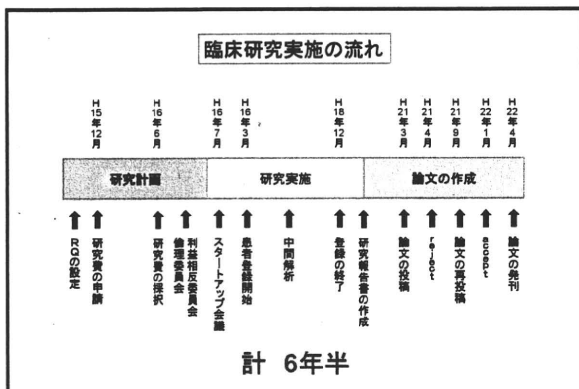 臨床研究実施の流れ
H15年12月
H16年6月
H16年7月
H16年3月
H18年12月
H21年3月
H21年4月
H21年9月
H22年1月
H22年4月
研究計画
研究実施
論文の作成
RQの設定
研究費の申請
研究費の採択
倫理委員会
利益相反委員会
スタートアップ会議
患者登録開始
中間解析
登録の終了
研究報告書の作成
論文の投稿
reject
論文の再投稿
accept
論文の発刊
計 6年半